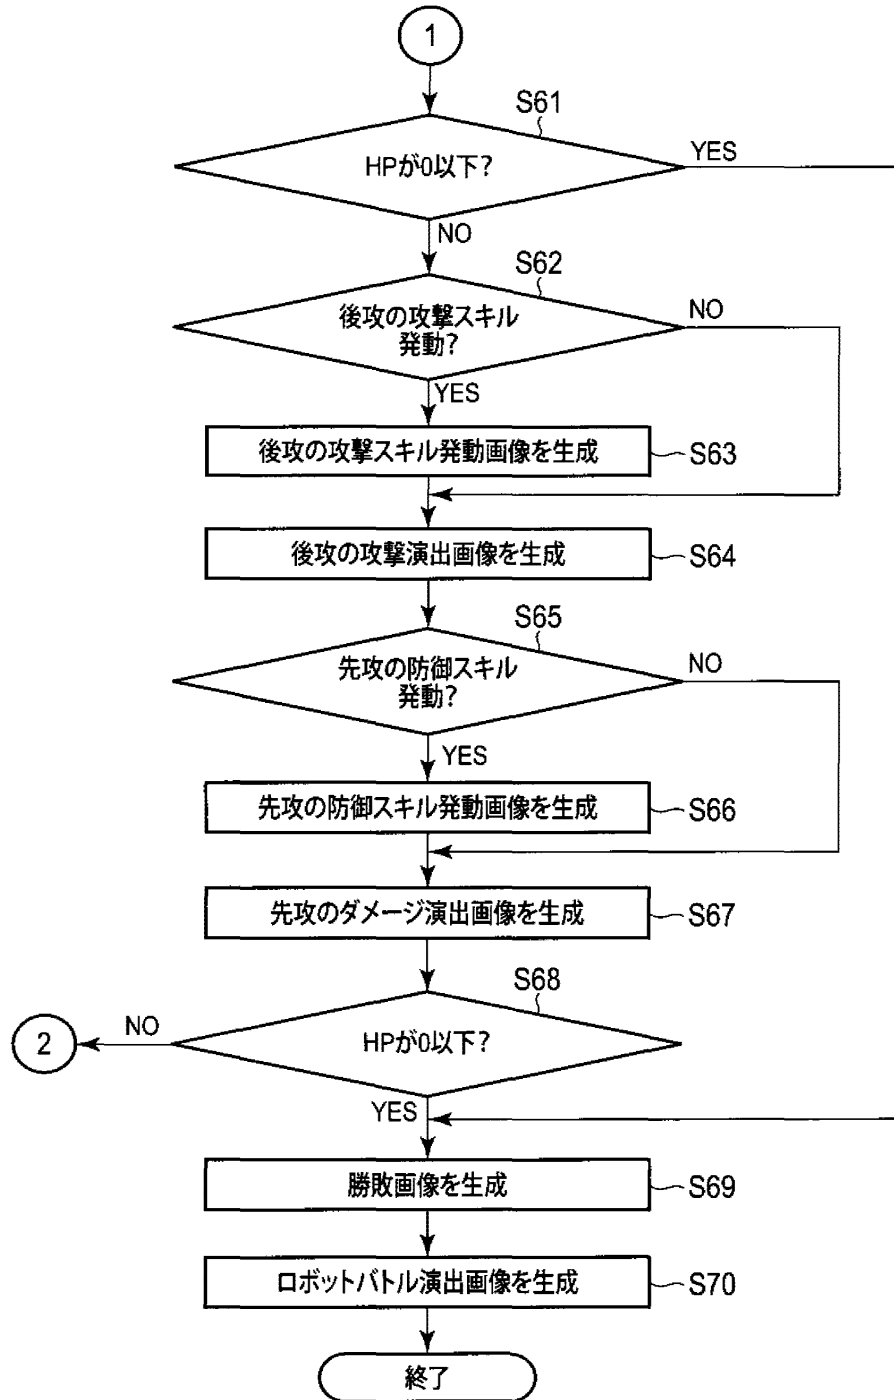 1
S61
HPが0以下?
YES
NO
S62
後攻の攻撃スキル
発動?
NO
YES
後攻の攻撃スキル発動画像を生成
S63
後攻の攻撃演出画像を生成
S64
S65
先攻の防御スキル
発動?
NO
YES
先攻の防御スキル発動画像を生成
S66
先攻のダメージ演出画像を生成
S67
S68
2
NO
HPが0以下?
YES
勝敗画像を生成
S69
ロボットバトル演出画像を生成
S70
終了